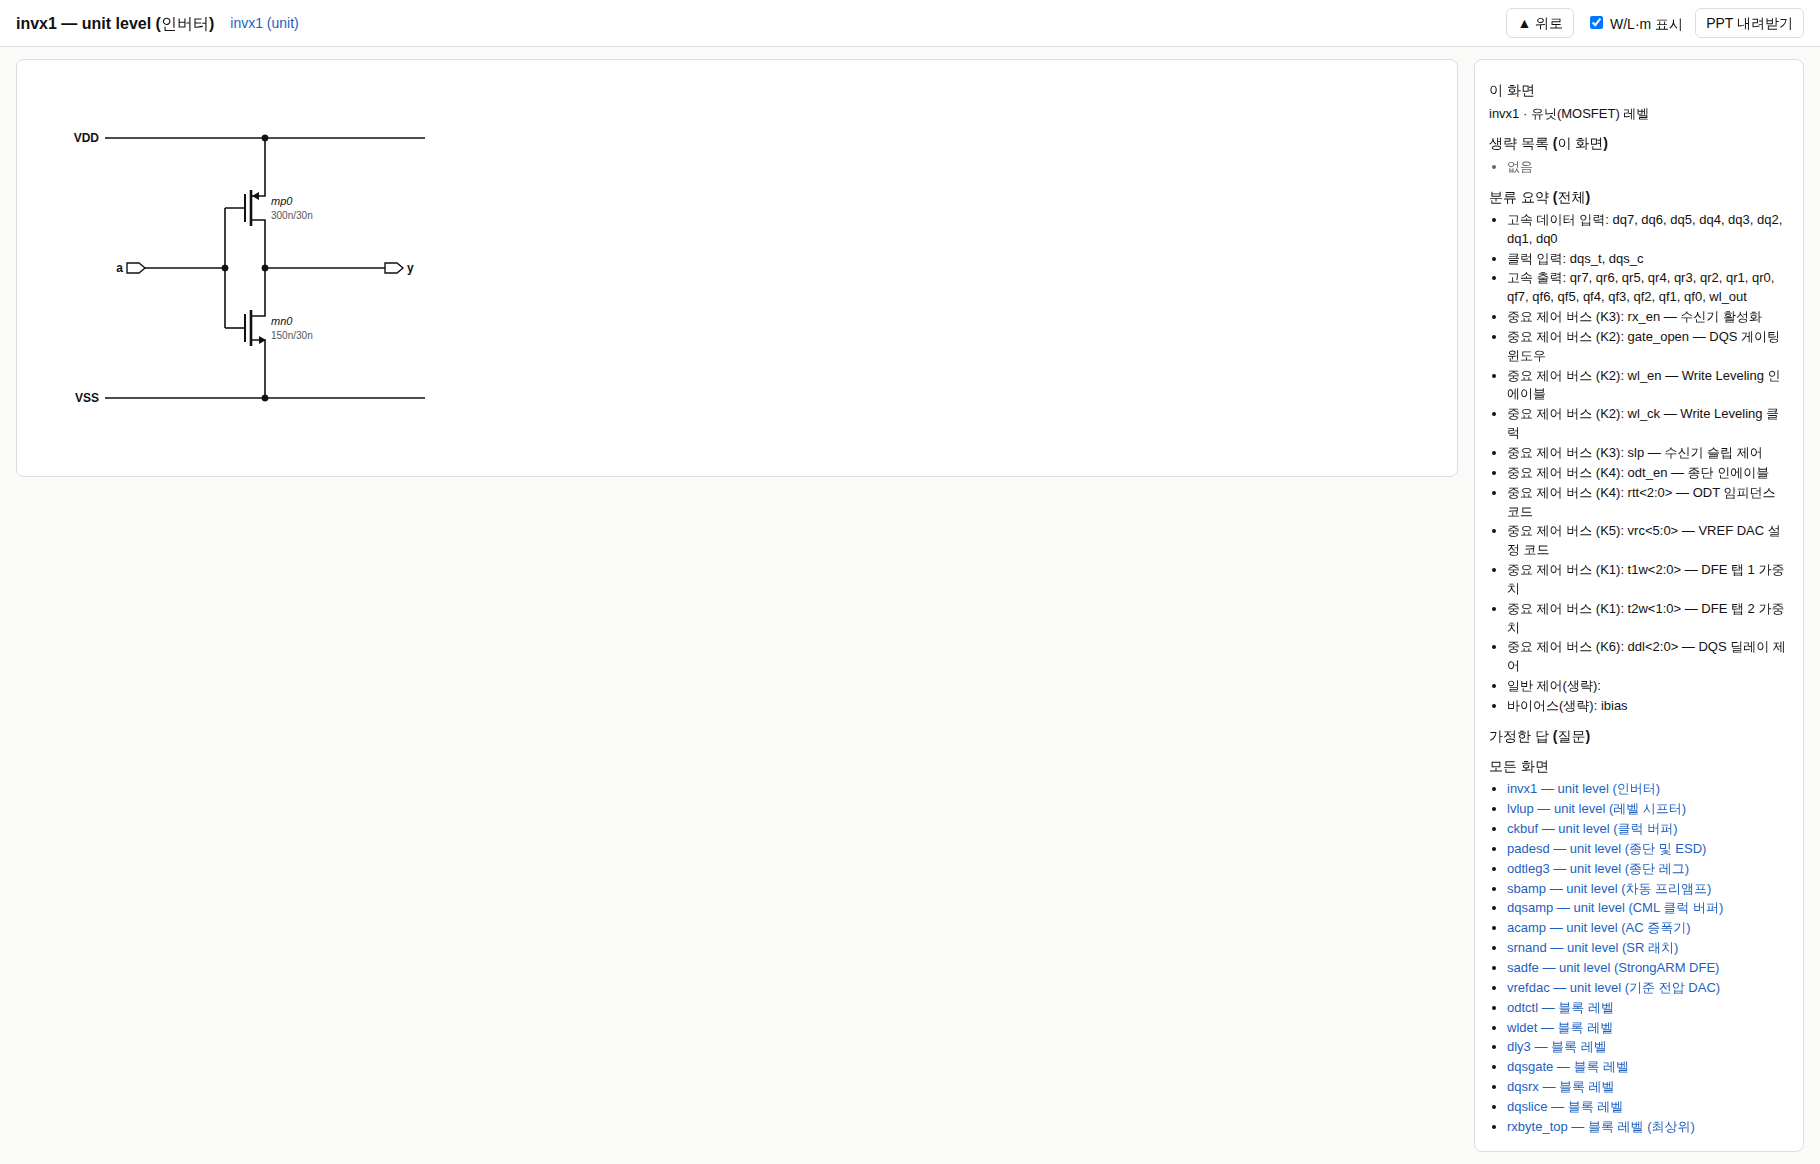 invx1 — unit level (인버터) invx1 (unit) ▲ 위로 W/L·m 표시 PPT 내려받기
VDD
mp0
300n/30n
a y
mn0
150n/30n
VSS
이 화면
invx1 · 유닛(MOSFET) 레벨
생략 목록 (이 화면)
없음
분류 요약 (전체)
고속 데이터 입력: dq7, dq6, dq5, dq4, dq3, dq2,
dq1, dq0
클럭 입력: dqs_t, dqs_c
고속 출력: qr7, qr6, qr5, qr4, qr3, qr2, qr1, qr0,
qf7, qf6, qf5, qf4, qf3, qf2, qf1, qf0, wl_out
중요 제어 버스 (K3): rx_en — 수신기 활성화
중요 제어 버스 (K2): gate_open — DQS 게이팅
윈도우
중요 제어 버스 (K2): wl_en — Write Leveling 인
에이블
중요 제어 버스 (K2): wl_ck — Write Leveling 클
럭
중요 제어 버스 (K3): slp — 수신기 슬립 제어
중요 제어 버스 (K4): odt_en — 종단 인에이블
중요 제어 버스 (K4): rtt<2:0> — ODT 임피던스
코드
중요 제어 버스 (K5): vrc<5:0> — VREF DAC 설
정 코드
중요 제어 버스 (K1): t1w<2:0> — DFE 탭 1 가중
치
중요 제어 버스 (K1): t2w<1:0> — DFE 탭 2 가중
치
중요 제어 버스 (K6): ddl<2:0> — DQS 딜레이 제
어
일반 제어(생략):
바이어스(생략): ibias
가정한 답 (질문)
모든 화면
invx1 — unit level (인버터)
lvlup — unit level (레벨 시프터)
ckbuf — unit level (클럭 버퍼)
padesd — unit level (종단 및 ESD)
odtleg3 — unit level (종단 레그)
sbamp — unit level (차동 프리앰프)
dqsamp — unit level (CML 클럭 버퍼)
acamp — unit level (AC 증폭기)
srnand — unit level (SR 래치)
sadfe — unit level (StrongARM DFE)
vrefdac — unit level (기준 전압 DAC)
odtctl — 블록 레벨
wldet — 블록 레벨
dly3 — 블록 레벨
dqsgate — 블록 레벨
dqsrx — 블록 레벨
dqslice — 블록 레벨
rxbyte_top — 블록 레벨 (최상위)